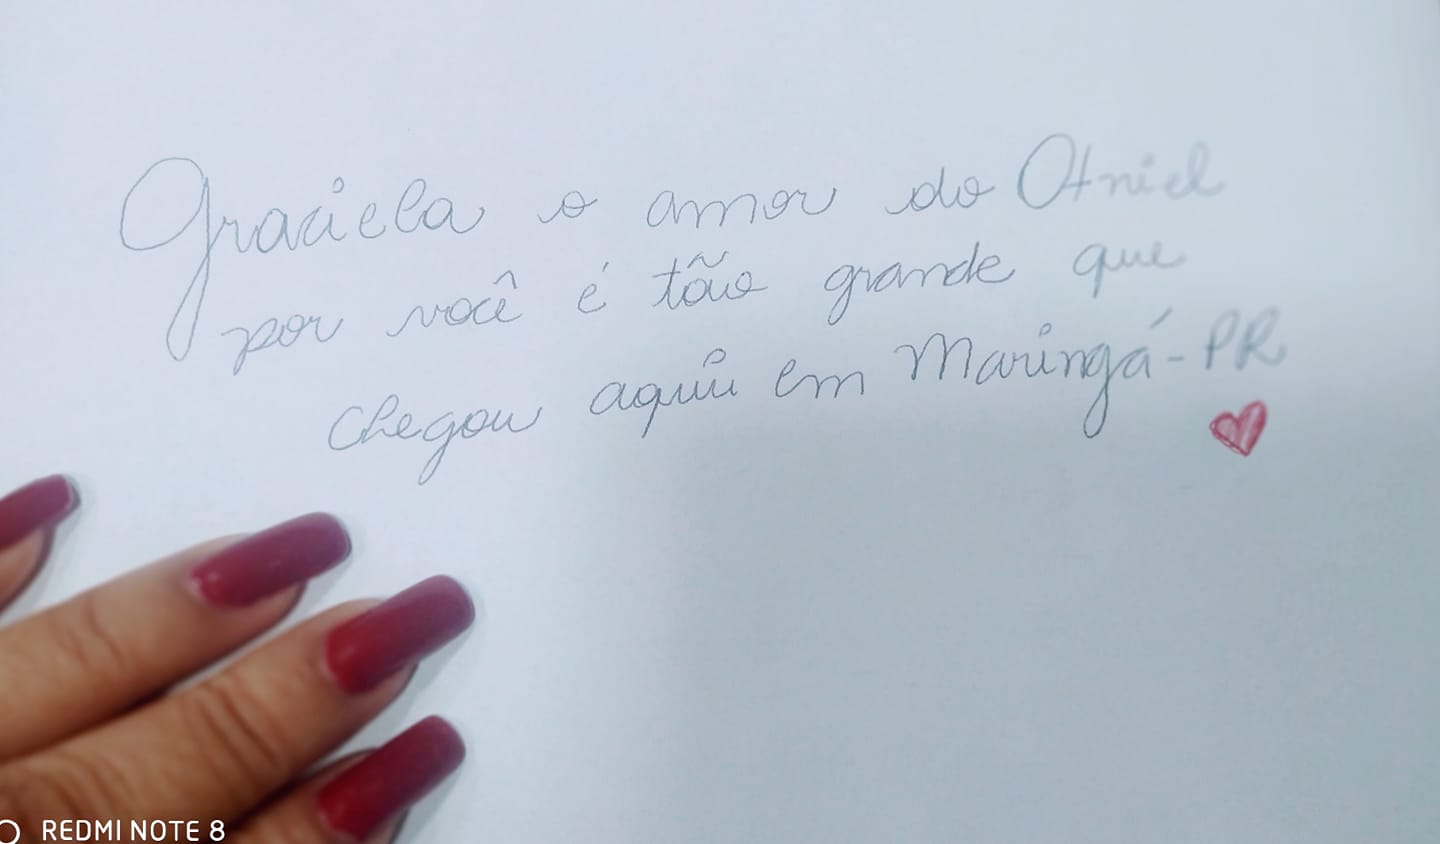 Graciela o amor do Otniel
por você é tão grande que
chegou aqui em Maringá-PR
REDMI NOTE 8